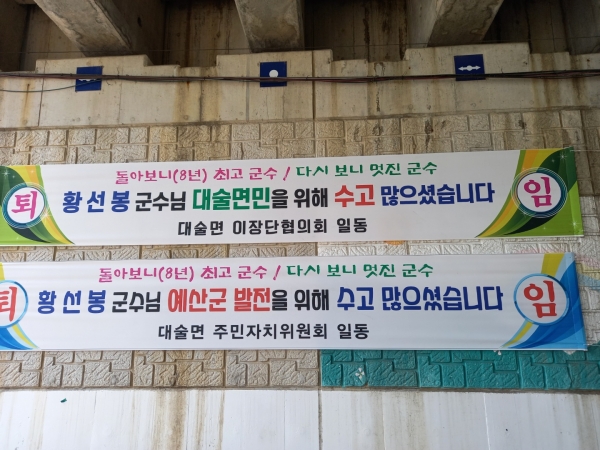 돌아보니(8년) 최고 군수 / 다시 보니 멋진 군수
퇴 황선봉 군수님 대술면민을 위해 수고 많으셨습니다 임
대술면 이장단협의회 일동
돌아보니(8년) 최고 군수 / 다시 보니 멋진 군수
퇴 황선봉 군수님 예산군 발전을 위해 수고 많으셨습니다 임
대술면 주민자치위원회 일동